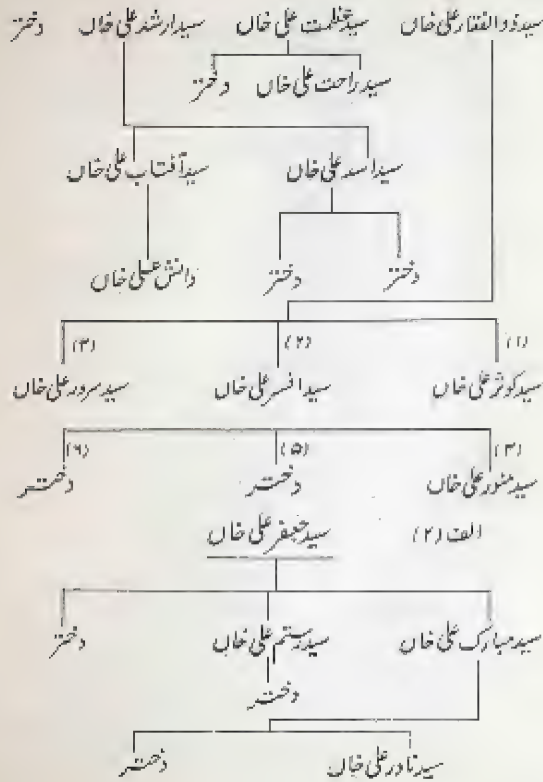 سیدذوالفقار علی خاں سید عظمت علی خاں سید ارشد علی خاں دختر
سید راحت علی خاں دختر
سید اسد علی خاں سید آفتاب علی خاں
دختر دختر دانش علی خاں
(۱) (۲) (۳)
سید کوثر علی خاں سید افسر علی خاں سید سرور علی خاں
(۴) (۵) (۶)
سید منور علی خاں دختر دختر
الف (۲) سید جعفر علی خاں
سید مبارک علی خاں سید رستم علی خاں دختر
دختر
سید نادر علی خاں دختر